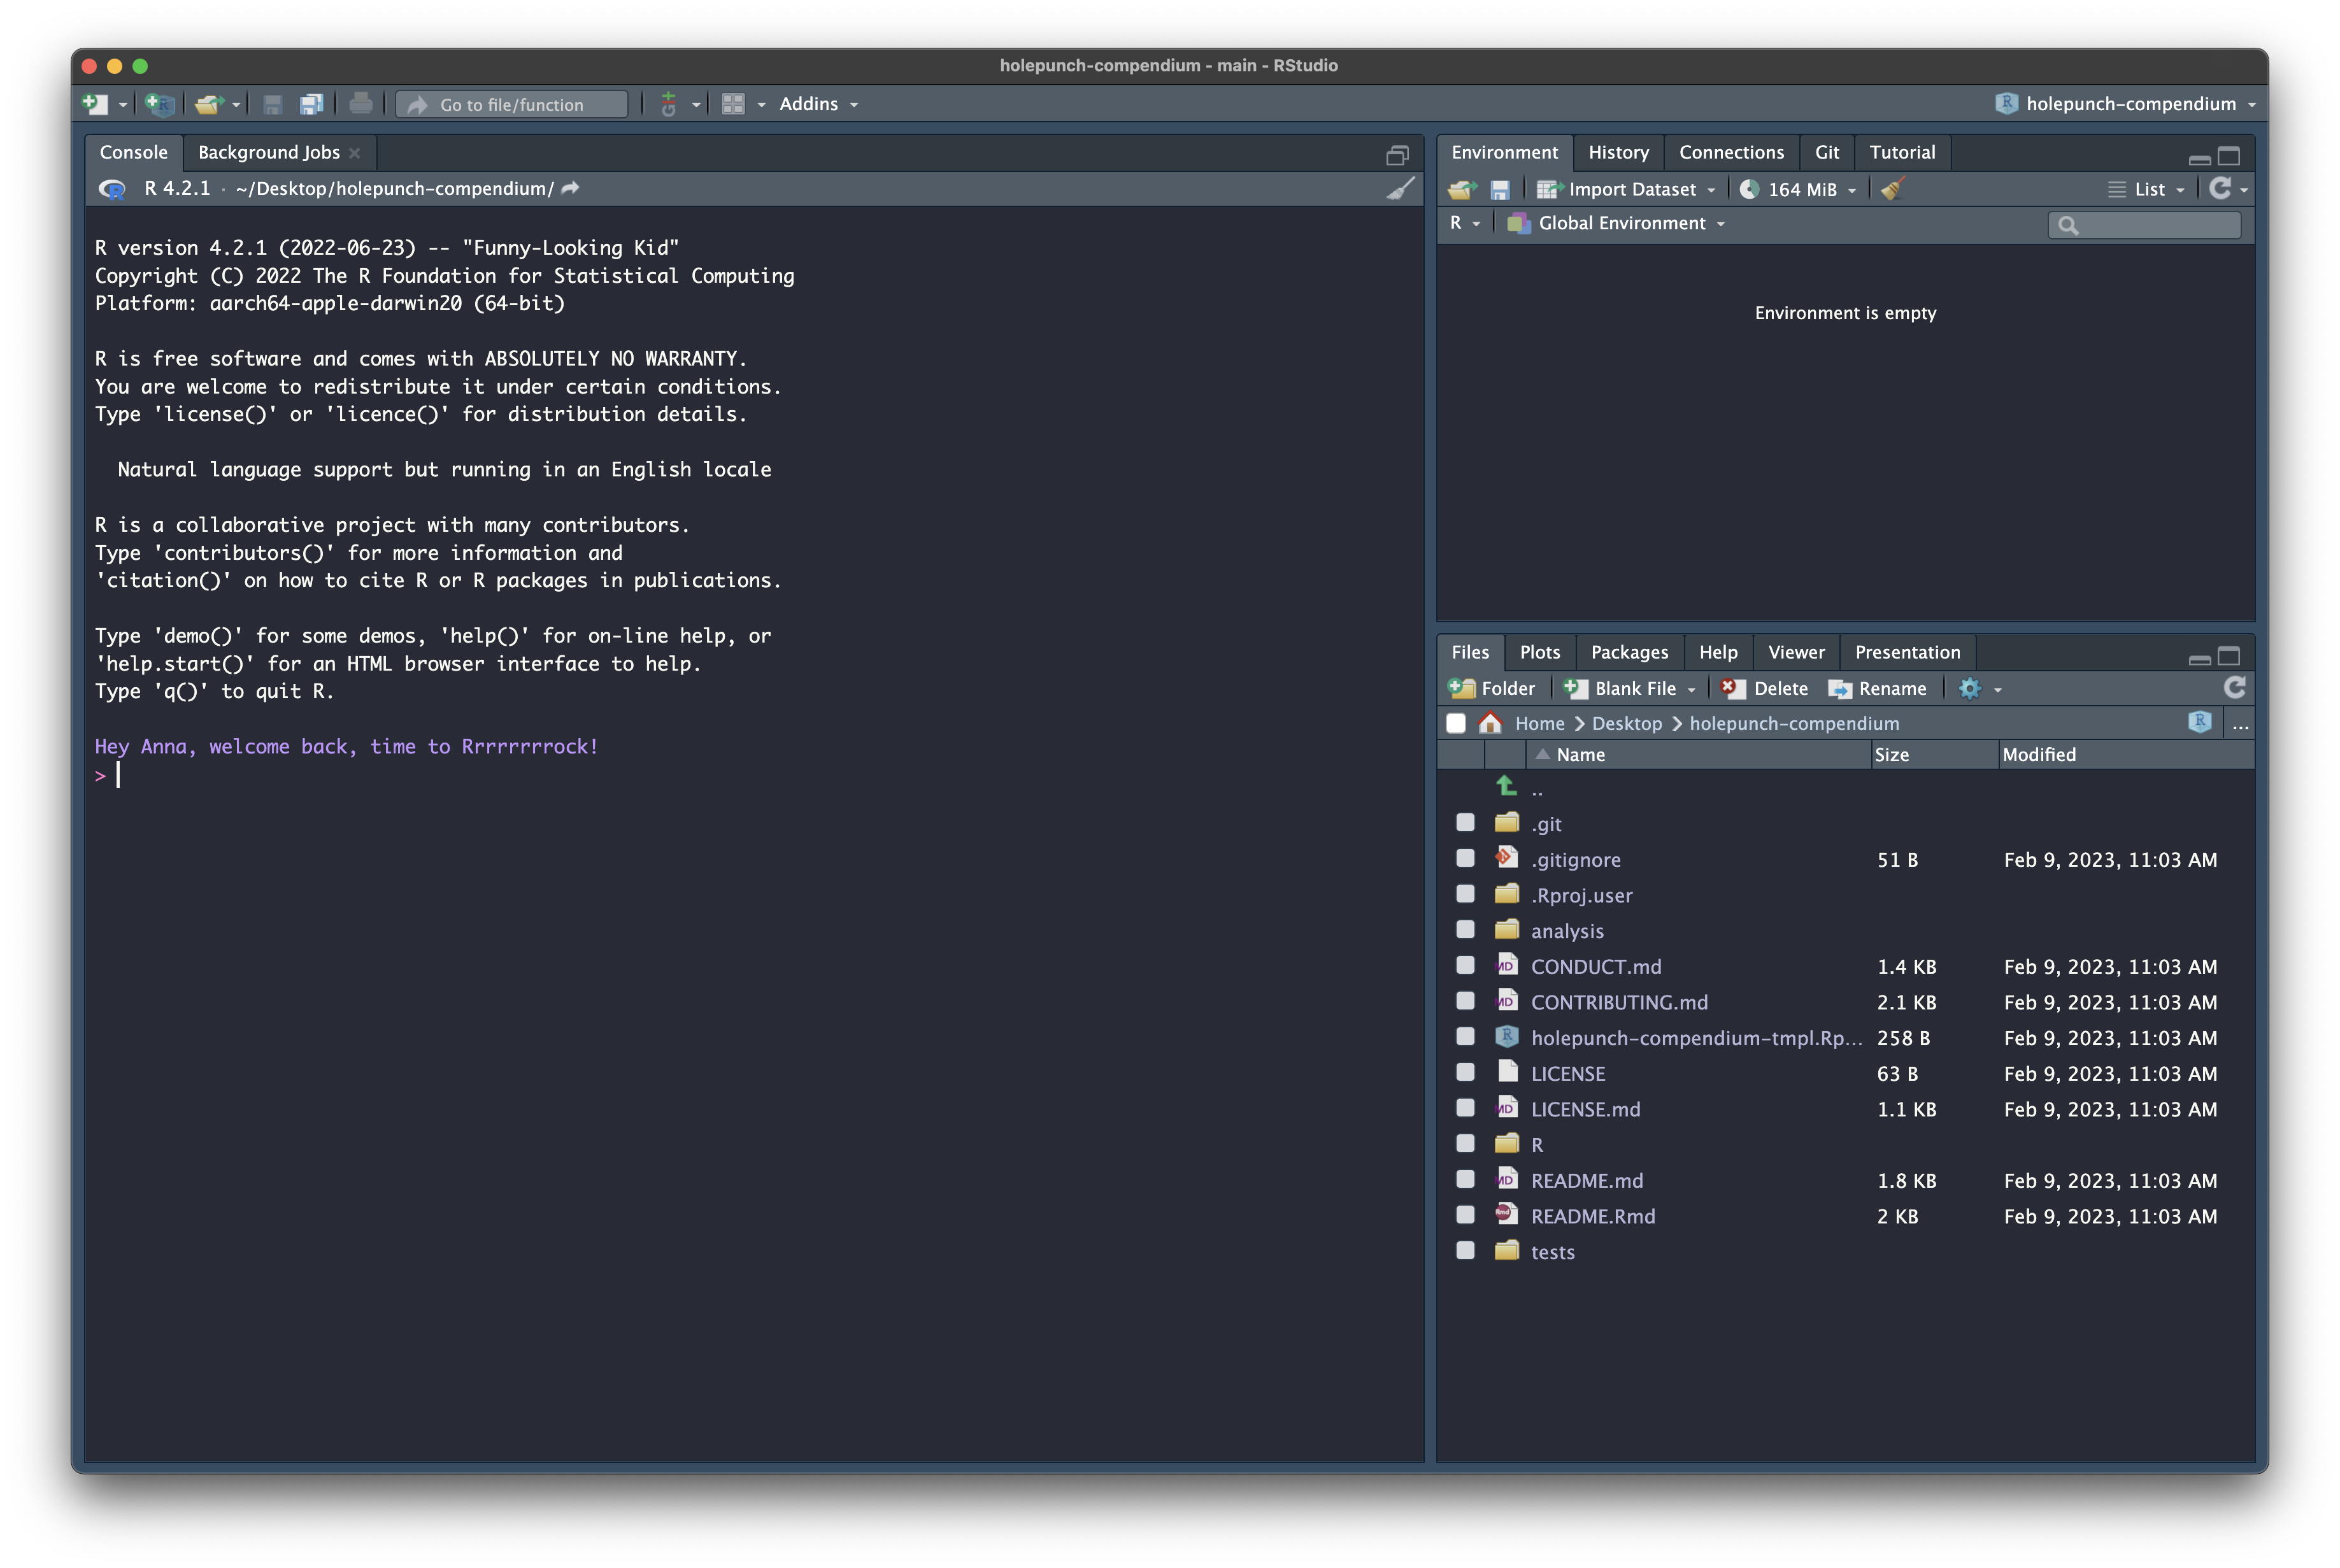 holepunch-compendium - main - RStudio
Go to file/function
Addins
holepunch-compendium
Console
Background Jobs
R 4.2.1 · ~/Desktop/holepunch-compendium/
R version 4.2.1 (2022-06-23) -- "Funny-Looking Kid"
Copyright (C) 2022 The R Foundation for Statistical Computing
Platform: aarch64-apple-darwin20 (64-bit)
R is free software and comes with ABSOLUTELY NO WARRANTY.
You are welcome to redistribute it under certain conditions.
Type 'license()' or 'licence()' for distribution details.
Natural language support but running in an English locale
R is a collaborative project with many contributors.
Type 'contributors()' for more information and
'citation()' on how to cite R or R packages in publications.
Type 'demo()' for some demos, 'help()' for on-line help, or
'help.start()' for an HTML browser interface to help.
Type 'q()' to quit R.
Hey Anna, welcome back, time to Rrrrrrrrock!
>
Environment History Connections Git Tutorial
Import Dataset 164 MiB List
R Global Environment
Environment is empty
Files Plots Packages Help Viewer Presentation
Folder Blank File Delete Rename
Home Desktop holepunch-compendium ...
Name Size Modified
..
.git
.gitignore 51 B Feb 9, 2023, 11:03 AM
.Rproj.user
analysis
CONDUCT.md 1.4 KB Feb 9, 2023, 11:03 AM
CONTRIBUTING.md 2.1 KB Feb 9, 2023, 11:03 AM
holepunch-compendium-tmpl.Rp... 258 B Feb 9, 2023, 11:03 AM
LICENSE 63 B Feb 9, 2023, 11:03 AM
LICENSE.md 1.1 KB Feb 9, 2023, 11:03 AM
R
README.md 1.8 KB Feb 9, 2023, 11:03 AM
README.Rmd 2 KB Feb 9, 2023, 11:03 AM
tests